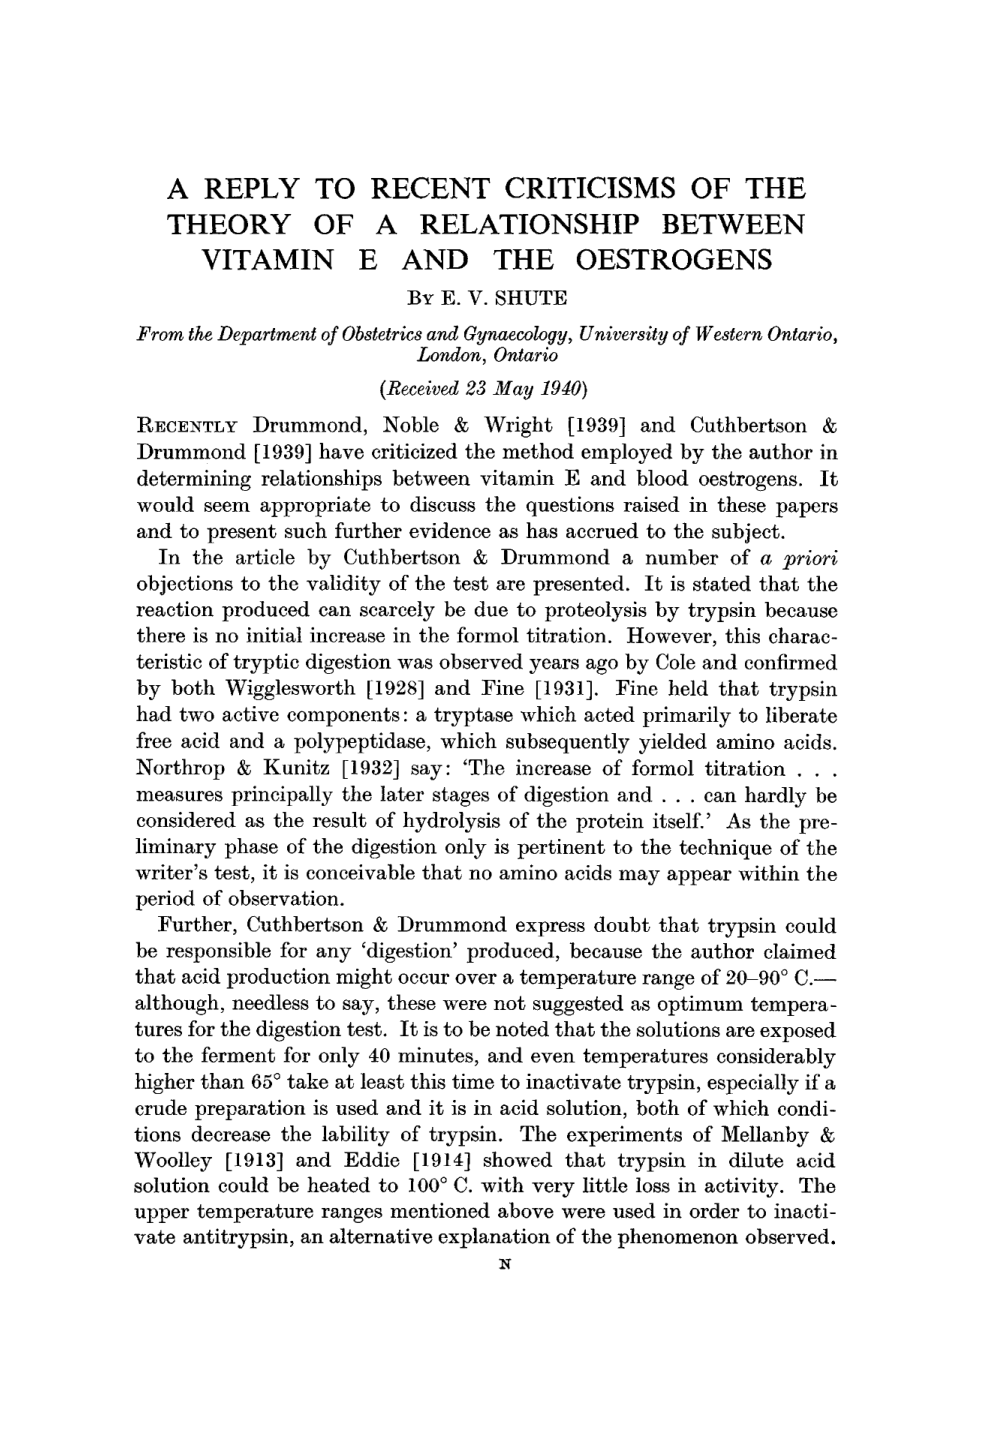 A REPLY TO RECENT CRITICISMS OF THE
THEORY OF A RELATIONSHIP BETWEEN
VITAMIN E AND THE OESTROGENS
By E. V. SHUTE
From the Department of Obstetrics and Gynaecology, University of Western Ontario,
London, Ontario
(Received 23 May 1940)
RECENTLY Drummond, Noble & Wright [1939] and Cuthbertson &
Drummond [1939] have criticized the method employed by the author in
determining relationships between vitamin E and blood oestrogens. It
would seem appropriate to discuss the questions raised in these papers
and to present such further evidence as has accrued to the subject.
In the article by Cuthbertson & Drummond a number of a priori
objections to the validity of the test are presented. It is stated that the
reaction produced can scarcely be due to proteolysis by trypsin because
there is no initial increase in the formol titration. However, this charac-
teristic of tryptic digestion was observed years ago by Cole and confirmed
by both Wigglesworth [1928] and Fine [1931]. Fine held that trypsin
had two active components: a tryptase which acted primarily to liberate
free acid and a polypeptidase, which subsequently yielded amino acids.
Northrop & Kunitz [1932] say: ‘The increase of formol titration . . .
measures principally the later stages of digestion and . . . can hardly be
considered as the result of hydrolysis of the protein itself.’ As the pre-
liminary phase of the digestion only is pertinent to the technique of the
writer's test, it is conceivable that no amino acids may appear within the
period of observation.
Further, Cuthbertson & Drummond express doubt that trypsin could
be responsible for any ‘digestion’ produced, because the author claimed
that acid production might occur over a temperature range of 20–90° C.—
although, needless to say, these were not suggested as optimum tempera-
tures for the digestion test. It is to be noted that the solutions are exposed
to the ferment for only 40 minutes, and even temperatures considerably
higher than 65° take at least this time to inactivate trypsin, especially if a
crude preparation is used and it is in acid solution, both of which condi-
tions decrease the lability of trypsin. The experiments of Mellanby &
Woolley [1913] and Eddie [1914] showed that trypsin in dilute acid
solution could be heated to 100° C. with very little loss in activity. The
upper temperature ranges mentioned above were used in order to inacti-
vate antitrypsin, an alternative explanation of the phenomenon observed.
N